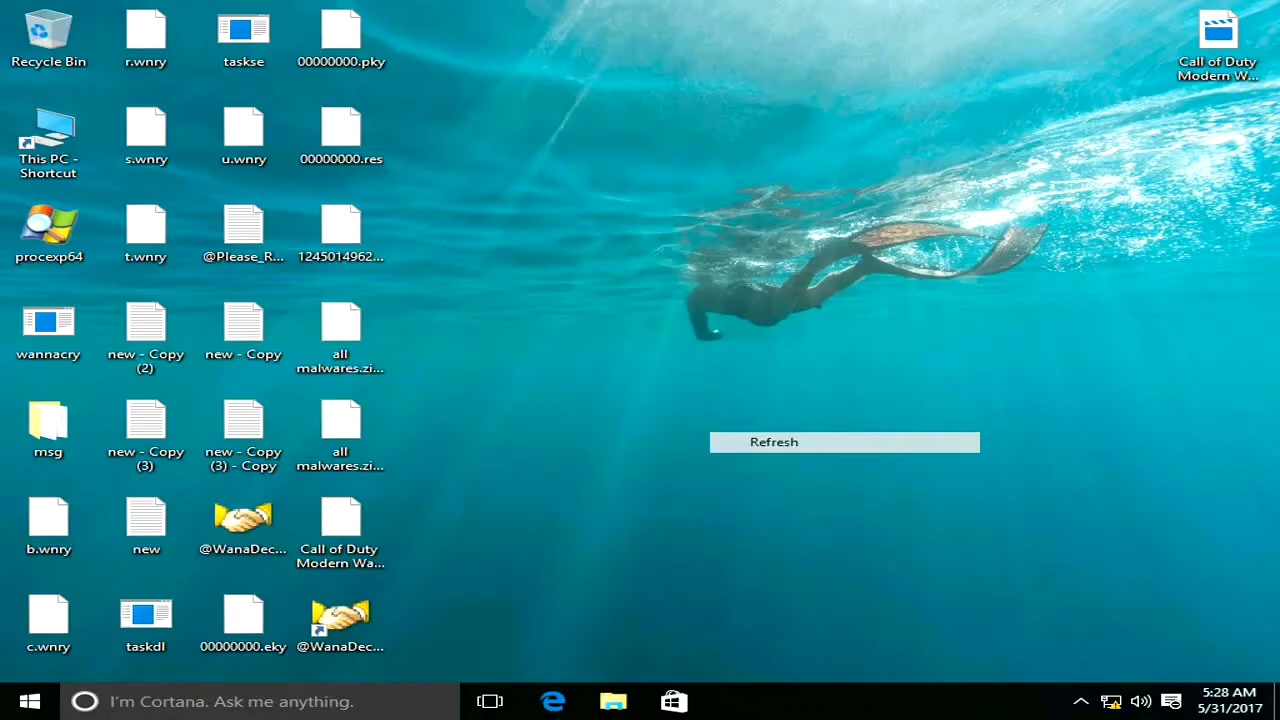 Recycle Bin
r.wnry
taskse
00000000.pky
Call of Duty
Modern W...
This PC -
Shortcut
s.wnry
u.wnry
00000000.res
procexp64
t.wnry
@Please_R...
1245014962...
wannacry
new - Copy
(2)
new - Copy
all
malwares.zi...
msg
new - Copy
(3)
new - Copy
(3) - Copy
all
malwares.zi...
Refresh
b.wnry
new
@WanaDec...
Call of Duty
Modern Wa...
c.wnry
taskdl
00000000.eky
@WanaDec...
I'm Cortana. Ask me anything.
5:28 AM
5/31/2017